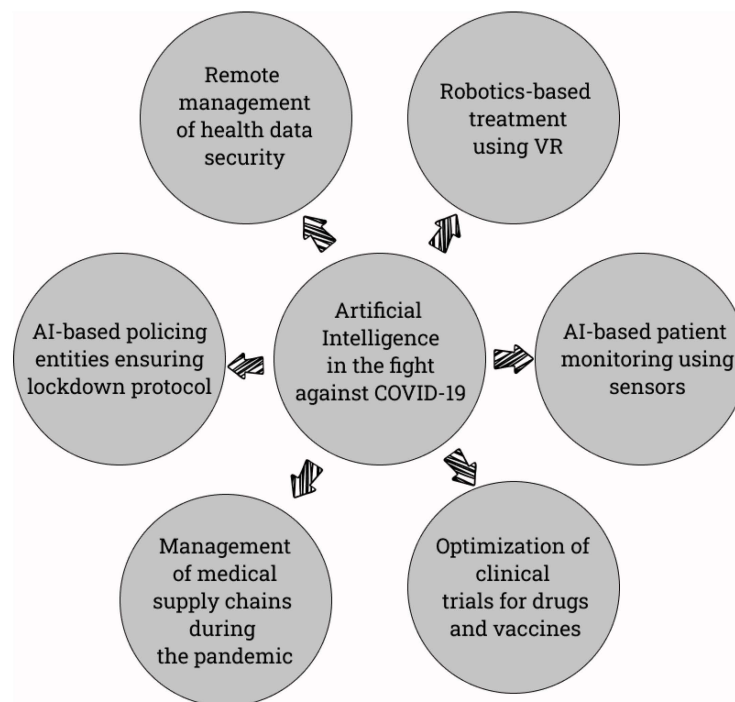 Remote
management
of health data
security
Robotics-based
treatment
using VR
AI-based policing
entities ensuring
lockdown protocol
Artificial
Intelligence
in the fight
against COVID-19
AI-based patient
monitoring using
sensors
Management
of medical
supply chains
during
the pandemic
Optimization of
clinical
trials for drugs
and vaccines